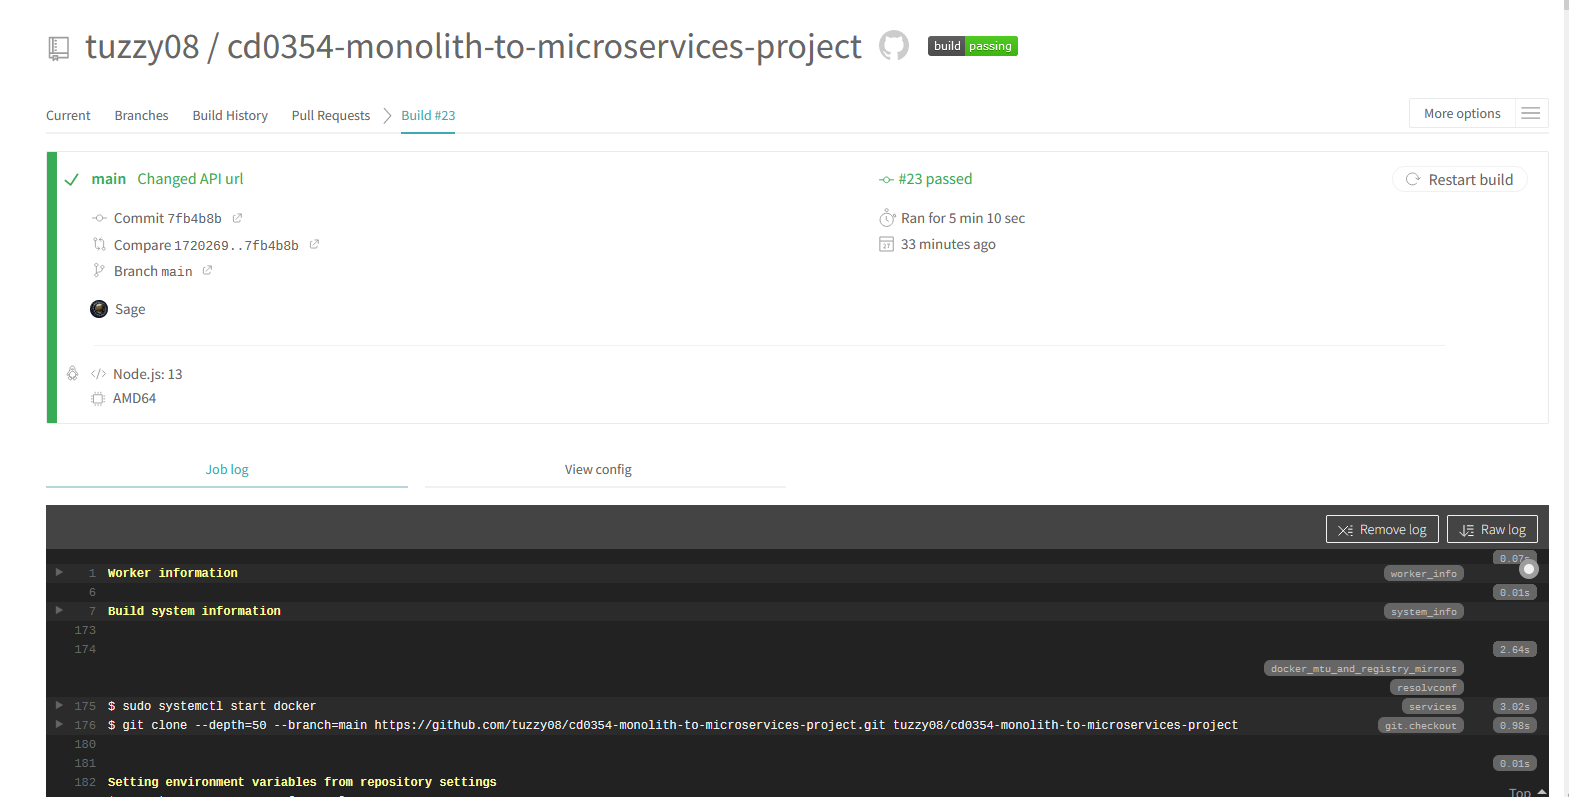 tuzzy08 / cd0354-monolith-to-microservices-project build passing
Current Branches Build History Pull Requests Build #23 More options
main Changed API url
Commit 7fb4b8b
Compare 1720269..7fb4b8b
Branch main
Sage
#23 passed
Ran for 5 min 10 sec
27 33 minutes ago
Restart build
Node.js: 13
AMD64
Job log View config
Remove log Raw log
0.07s
1 Worker information worker_info
6 0.01s
7 Build system information system_info
173
174 2.64s
docker_mtu_and_registry_mirrors
resolvconf
175 $ sudo systemctl start docker services 3.02s
176 $ git clone --depth=50 --branch=main https://github.com/tuzzy08/cd0354-monolith-to-microservices-project.git tuzzy08/cd0354-monolith-to-microservices-project git.checkout 0.98s
180
181 0.01s
182 Setting environment variables from repository settings
Top